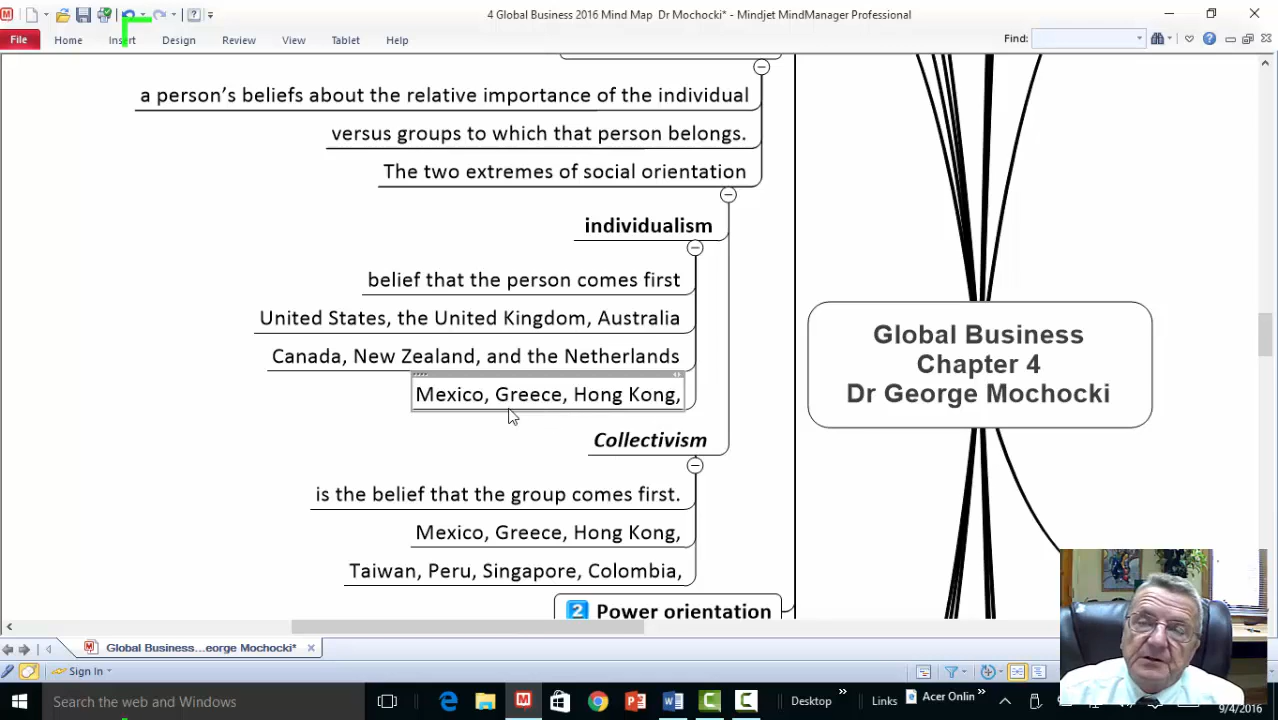 4 Global Business 2016 Mind Map Dr Mochocki* - Mindjet MindManager Professional
File Home Insert Design Review View Tablet Help Find:
a person's beliefs about the relative importance of the individual
versus groups to which that person belongs.
The two extremes of social orientation
individualism
belief that the person comes first
United States, the United Kingdom, Australia
Canada, New Zealand, and the Netherlands
Mexico, Greece, Hong Kong,
Collectivism
is the belief that the group comes first.
Mexico, Greece, Hong Kong,
Taiwan, Peru, Singapore, Colombia,
2 Power orientation
Global Business
Chapter 4
Dr George Mochocki
Global Business...eorge Mochocki*
Sign In
Search the web and Windows
Desktop
Links
Acer Onlin
9/4/2016